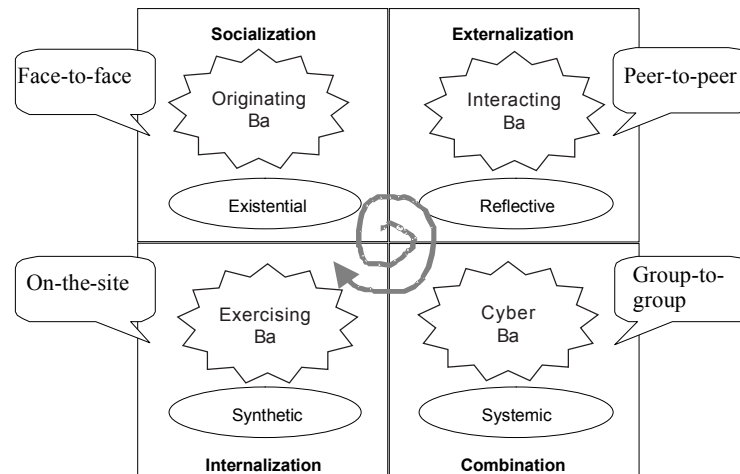 Socialization
Face-to-face
Originating
Ba
Existential
Externalization
Peer-to-peer
Interacting
Ba
Reflective
On-the-site
Exercising
Ba
Synthetic
Internalization
Group-to-
group
Cyber
Ba
Systemic
Combination